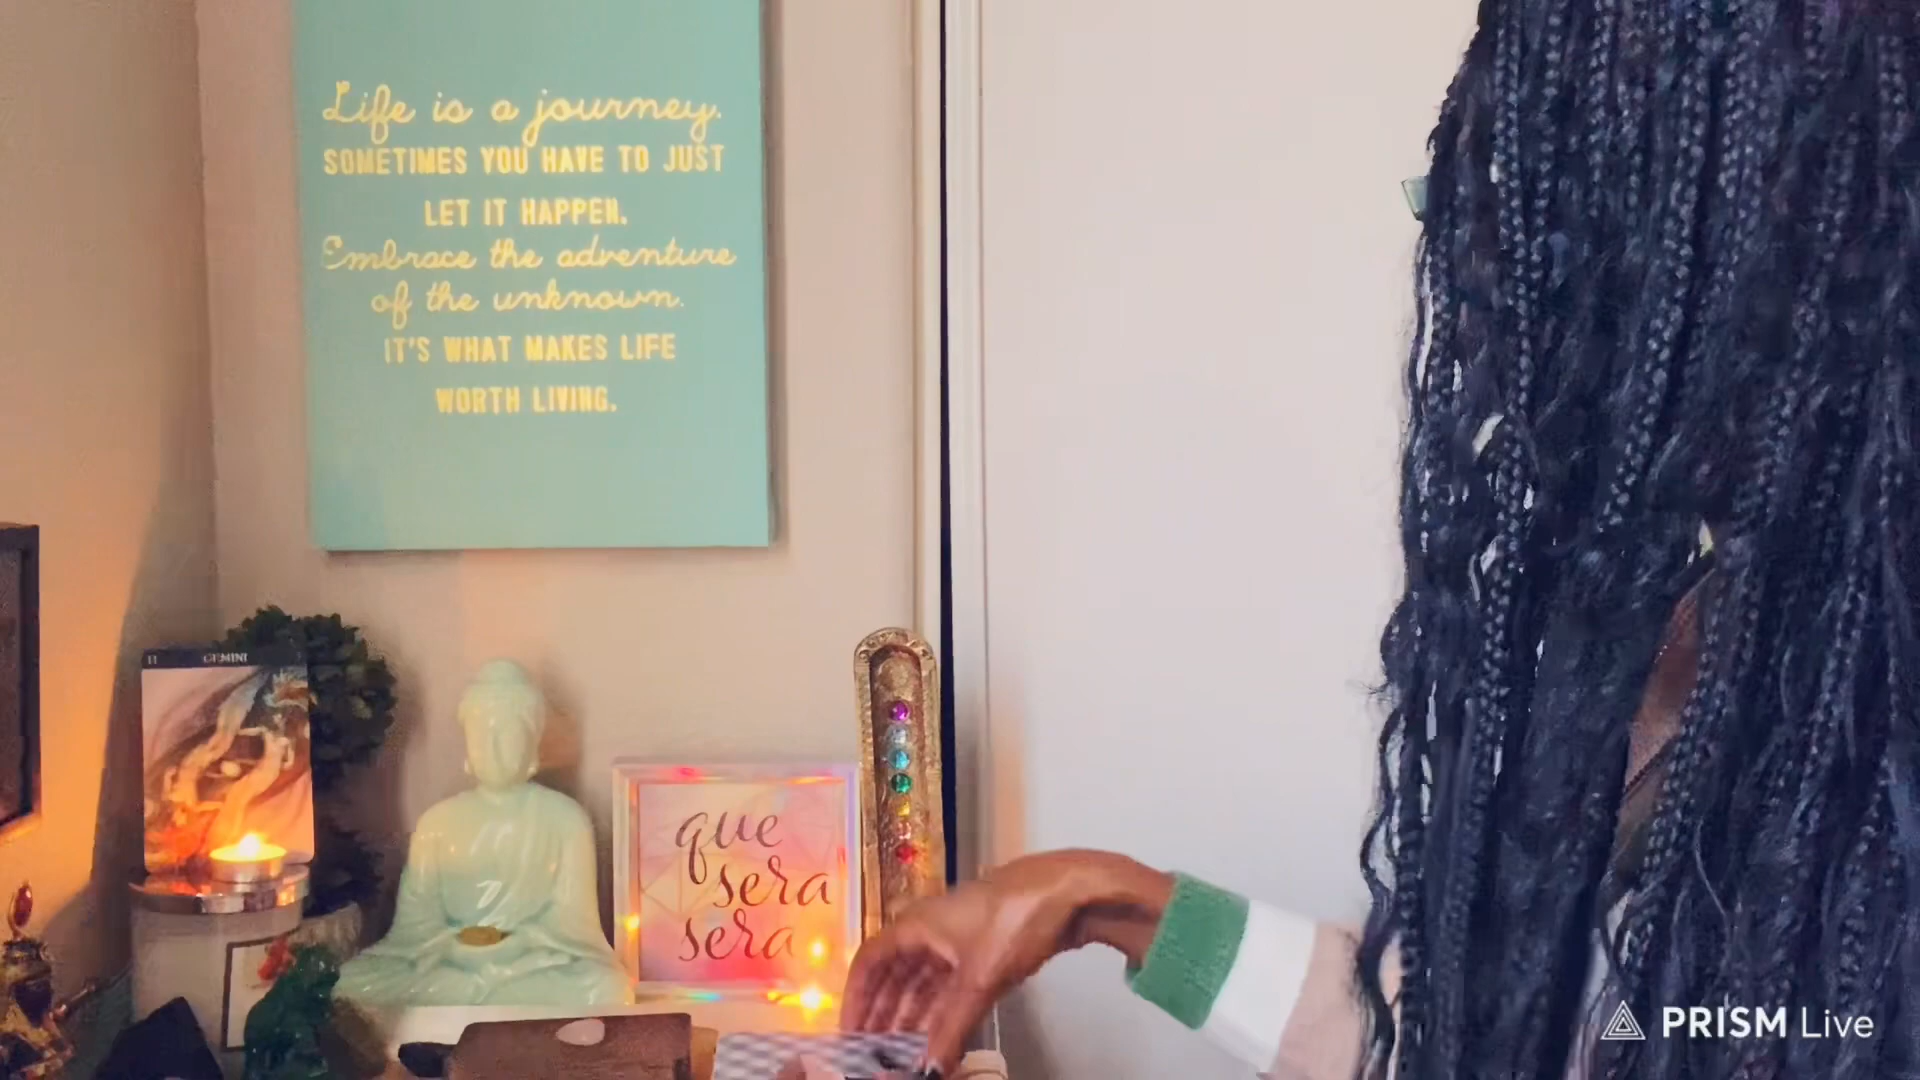 Life is a journey.
SOMETIMES YOU HAVE TO JUST
LET IT HAPPEN.
Embrace the adventure
of the unknown.
IT'S WHAT MAKES LIFE
WORTH LIVING.
II GEMINI
que
sera
sera
PRISM Live